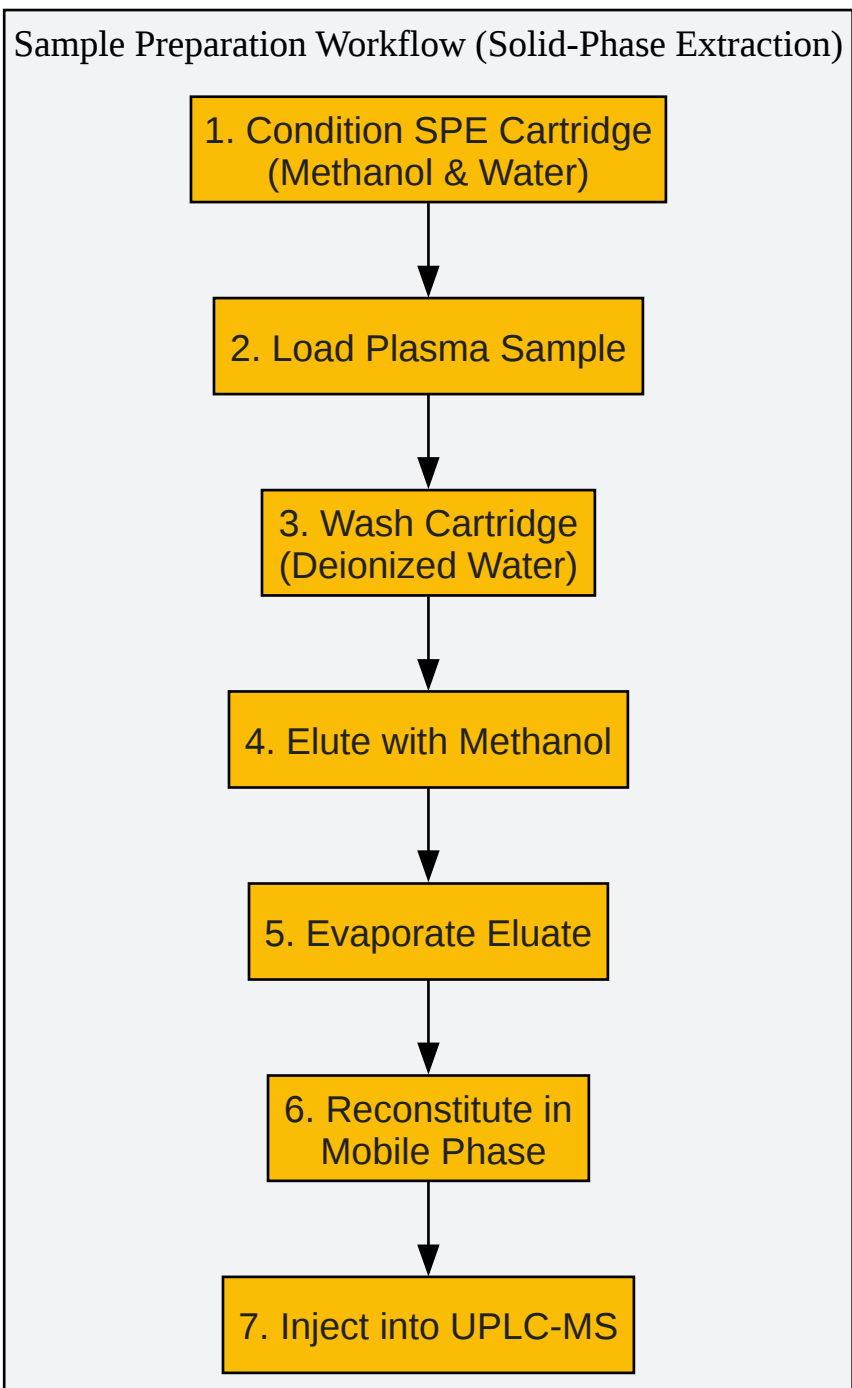 Sample Preparation Workflow (Solid-Phase Extraction)
1. Condition SPE Cartridge
(Methanol & Water)
2. Load Plasma Sample
3. Wash Cartridge
(Deionized Water)
4. Elute with Methanol
5. Evaporate Eluate
6. Reconstitute in
Mobile Phase
7. Inject into UPLC-MS